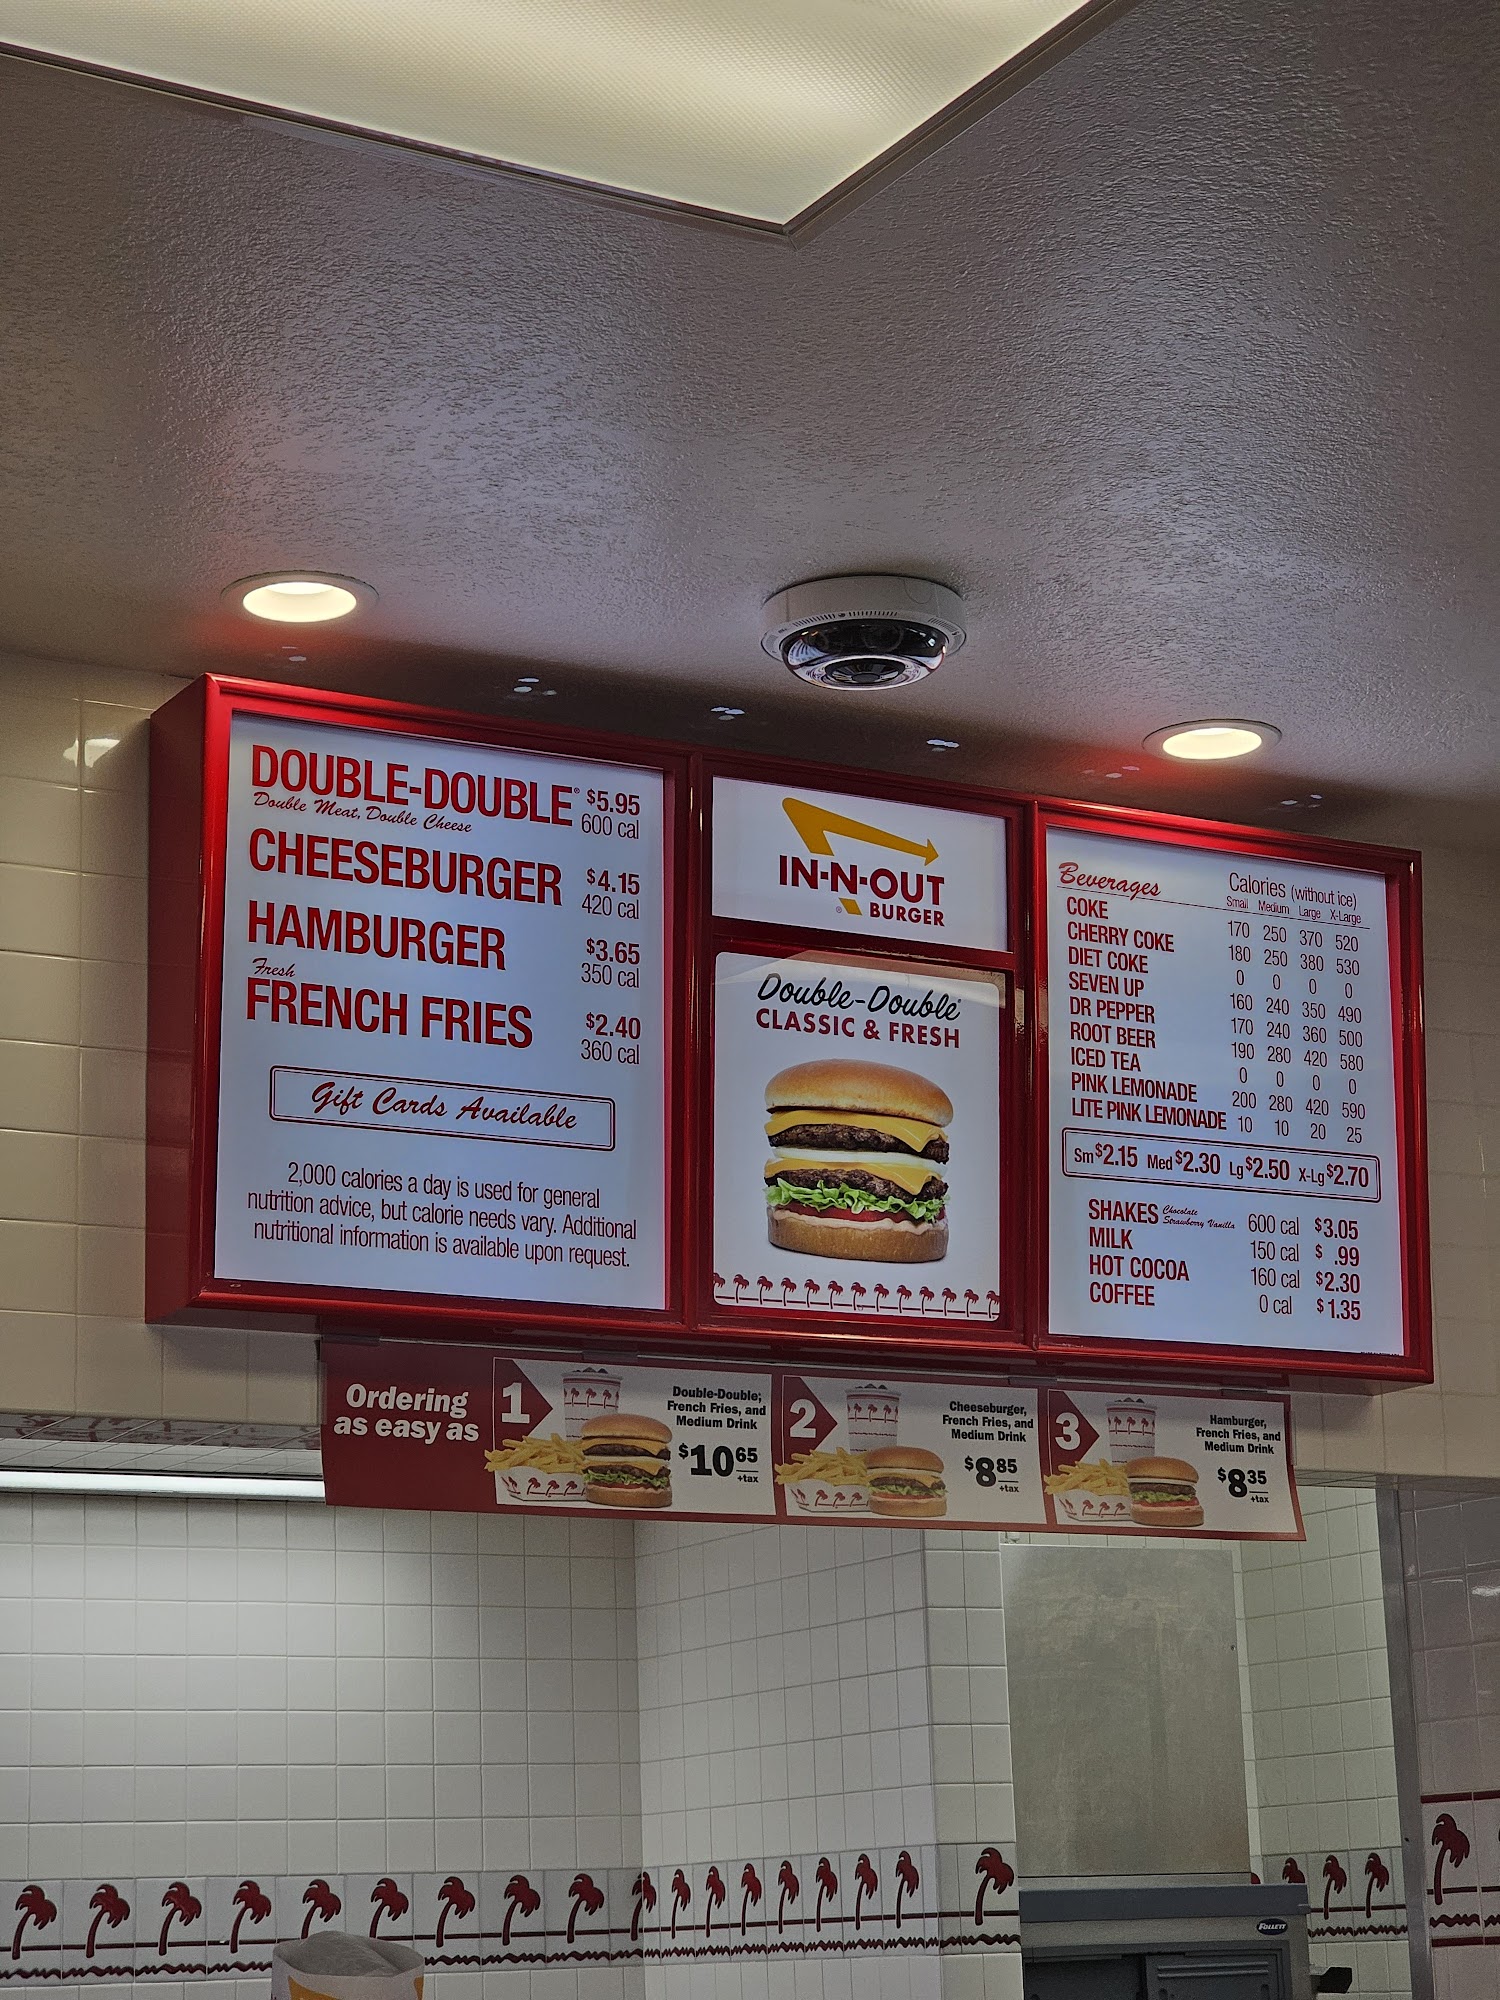 DOUBLE-DOUBLE® $5.95
Double Meat, Double Cheese 600 cal
CHEESEBURGER $4.15
420 cal
HAMBURGER $3.65
350 cal
Fresh
FRENCH FRIES $2.40
360 cal
Gift Cards Available
2,000 calories a day is used for general
nutrition advice, but calorie needs vary. Additional
nutritional information is available upon request.
IN-N-OUT
® BURGER
Double-Double®
CLASSIC & FRESH
Beverages Calories (without ice)
Small Medium Large X-Large
COKE 170 250 370 520
CHERRY COKE 180 250 380 530
DIET COKE 0 0 0 0
SEVEN UP 160 240 350 490
DR PEPPER 170 240 360 500
ROOT BEER 190 280 420 580
ICED TEA 0 0 0 0
PINK LEMONADE 200 280 420 590
LITE PINK LEMONADE 10 10 20 25
Sm $2.15 Med $2.30 Lg $2.50 X-Lg $2.70
SHAKES Chocolate Strawberry Vanilla 600 cal $3.05
MILK 150 cal $ .99
HOT COCOA 160 cal $2.30
COFFEE 0 cal $1.35
Ordering
as easy as
1
Double-Double,
French Fries, and
Medium Drink
$10.65
+tax
2
Cheeseburger,
French Fries, and
Medium Drink
$8.85
+tax
3
Hamburger,
French Fries, and
Medium Drink
$8.35
+tax
FOLLETT